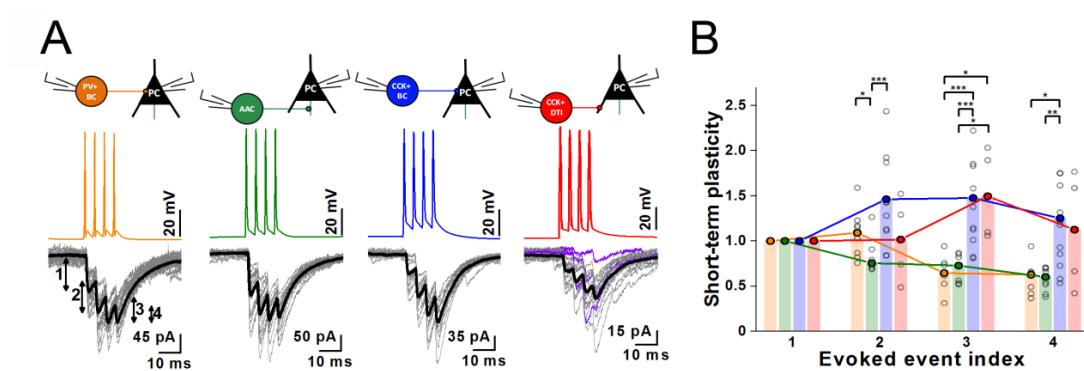 A
PV+
BC
PC
AAC
PC
CCK+
BC
PC
CCK+
DTI
PC
20 mV
20 mV
20 mV
20 mV
1
2
3
4
45 pA
10 ms
50 pA
10 ms
35 pA
10 ms
15 pA
10 ms
B
Short-term plasticity
2.5
2.0
1.5
1.0
0.5
0
*
***
*
***
***
*
*
**
1
2
3
4
Evoked event index